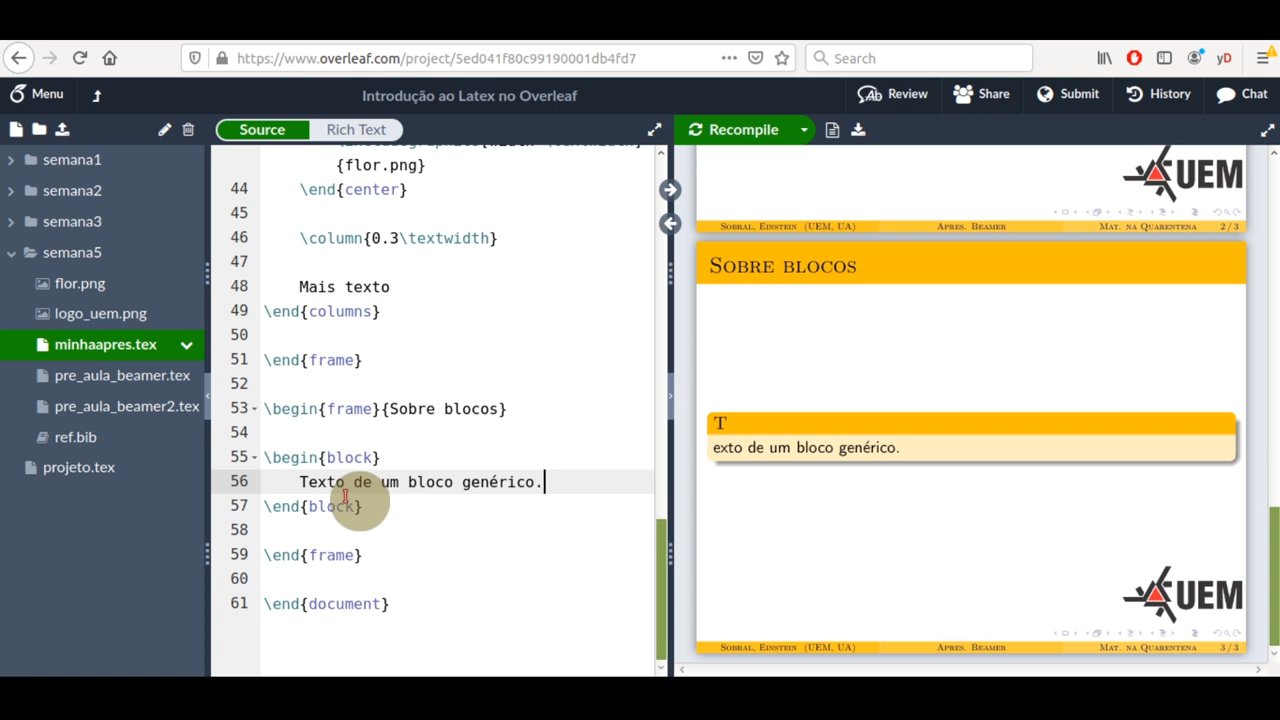 https://www.overleaf.com/project/5ed041f80c99190001db4fd7
Search
yD
Menu
Introdução ao Latex no Overleaf
Review
Share
Submit
History
Chat
Source
Rich Text
Recompile
semana1
semana2
semana3
semana5
flor.png
logo_uem.png
minhaapres.tex
pre_aula_beamer.tex
pre_aula_beamer2.tex
ref.bib
projeto.tex
{flor.png}
44 \end{center}
45
46 \column{0.3\textwidth}
47
48 Mais texto
49 \end{columns}
50
51 \end{frame}
52
53 \begin{frame}{Sobre blocos}
54
55 \begin{block}
56 Texto de um bloco genérico.
57 \end{block}
58
59 \end{frame}
60
61 \end{document}
UEM
Sobral, Einstein (UEM, UA) Apres. Beamer Mat. na Quarentena 2/3
Sobre blocos
T
exto de um bloco genérico.
UEM
Sobral, Einstein (UEM, UA) Apres. Beamer Mat. na Quarentena 3/3